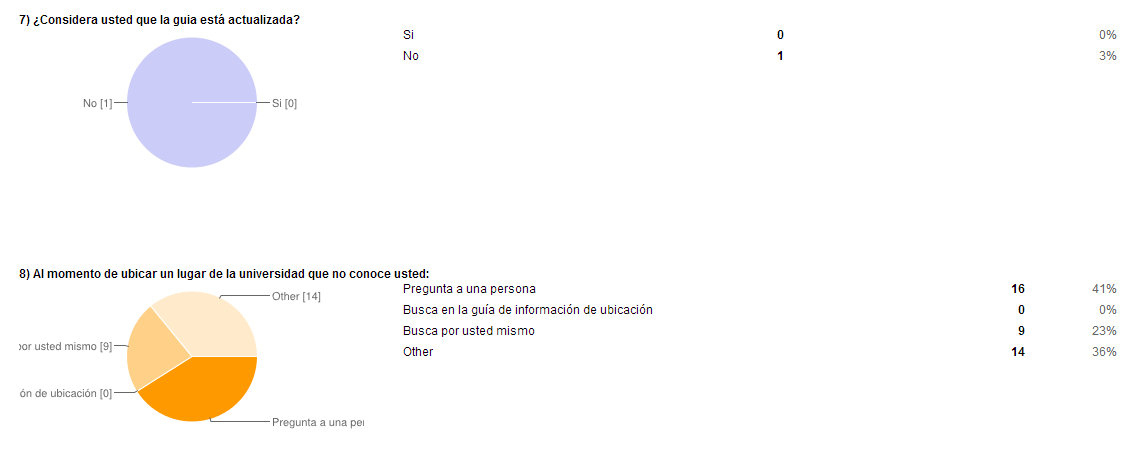 7) ¿Considera usted que la guia está actualizada?
Si 0 0%
No 1 3%
No [1]
Si [0]
8) Al momento de ubicar un lugar de la universidad que no conoce usted:
Pregunta a una persona 16 41%
Busca en la guía de información de ubicación 0 0%
Busca por usted mismo 9 23%
Other 14 36%
Other [14]
por usted mismo [9]
ón de ubicación [0]
Pregunta a una per